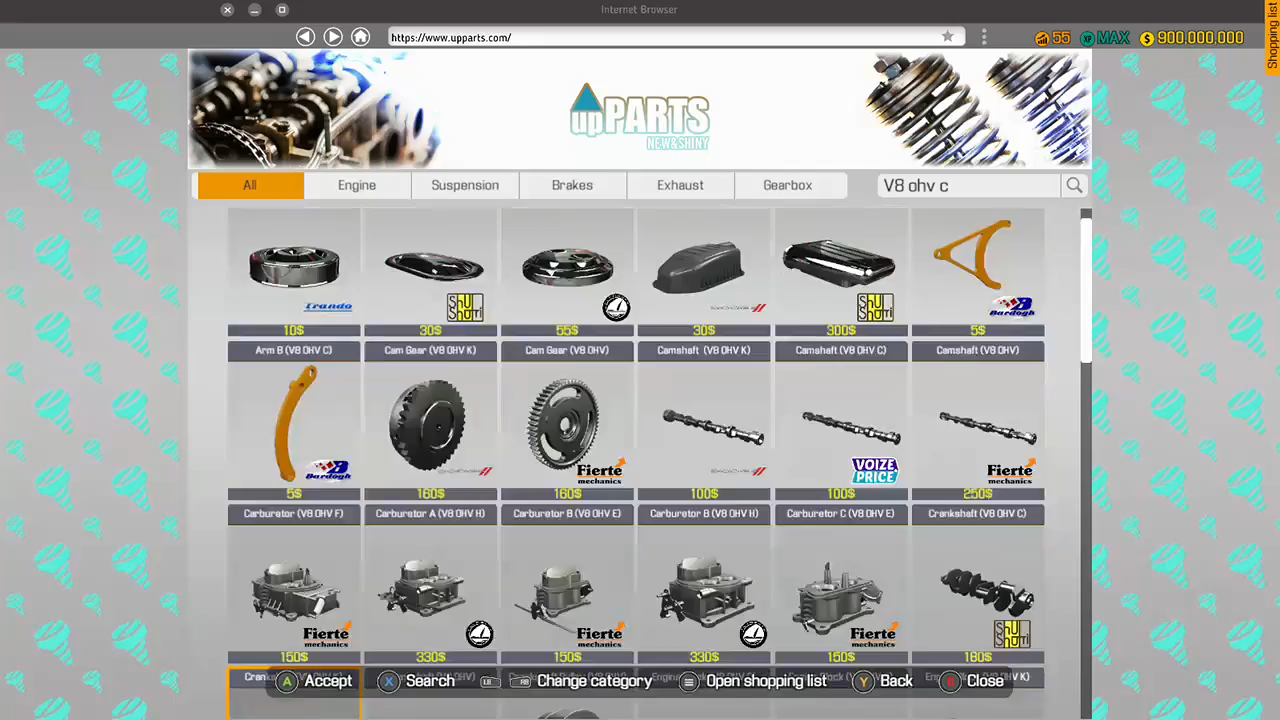 Internet Browser
Shopping list
https://www.upparts.com/
55
XP MAX
$ 900.000.000
upPARTS
NEW&SHINY
All
Engine
Suspension
Brakes
Exhaust
Gearbox
V8 ohv c
Trando
Shu Shurri
Bardogh
10$
30$
55$
30$
300$
5$
Arm B (V8 OHV C)
Cam Gear (V8 OHV K)
Cam Gear (V8 OHV)
Camshaft (V8 OHV K)
Camshaft (V8 OHV C)
Camshaft (V8 OHV)
Bardogh
Fierte mechanics
VOIZE PRICE
Fierte mechanics
5$
160$
160$
100$
100$
250$
Carburetor (V8 OHV F)
Carburetor A (V8 OHV H)
Carburetor B (V8 OHV E)
Carburetor B (V8 OHV H)
Carburetor C (V8 OHV E)
Crankshaft (V8 OHV C)
Fierte mechanics
Fierte mechanics
Fierte mechanics
150$
330$
150$
330$
150$
180$
A Accept
X Search
LB
RB Change category
Open shopping list
Y Back
B Close